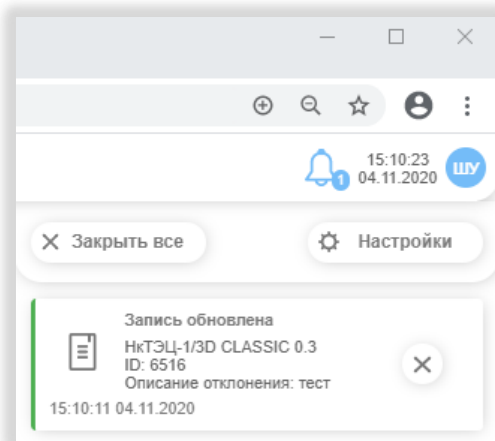 15:10:23
1
04.11.2020
ШУ
Закрыть все
Настройки
Запись обновлена
НкТЭЦ-1/3D CLASSIC 0.3
ID: 6516
Описание отклонения: тест
15:10:11 04.11.2020